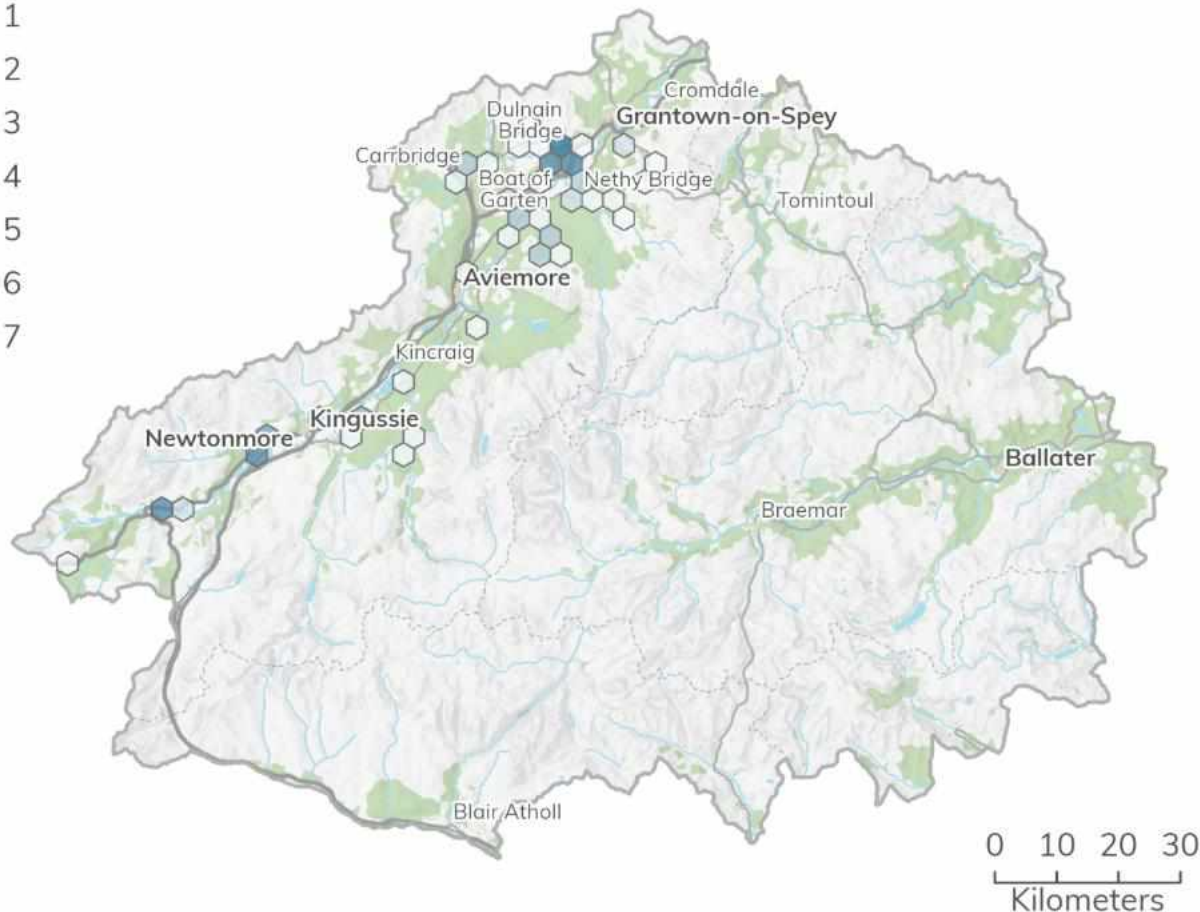 1
2
3
4
5
6
7
Cromdale
Dulnain
Bridge
Grantown-on-Spey
Carrbridge
Boat of
Garten
Nethy Bridge
Tomintoul
Aviemore
Kincraig
Kingussie
Newtonmore
Ballater
Braemar
Blair Atholl
0 10 20 30
Kilometers